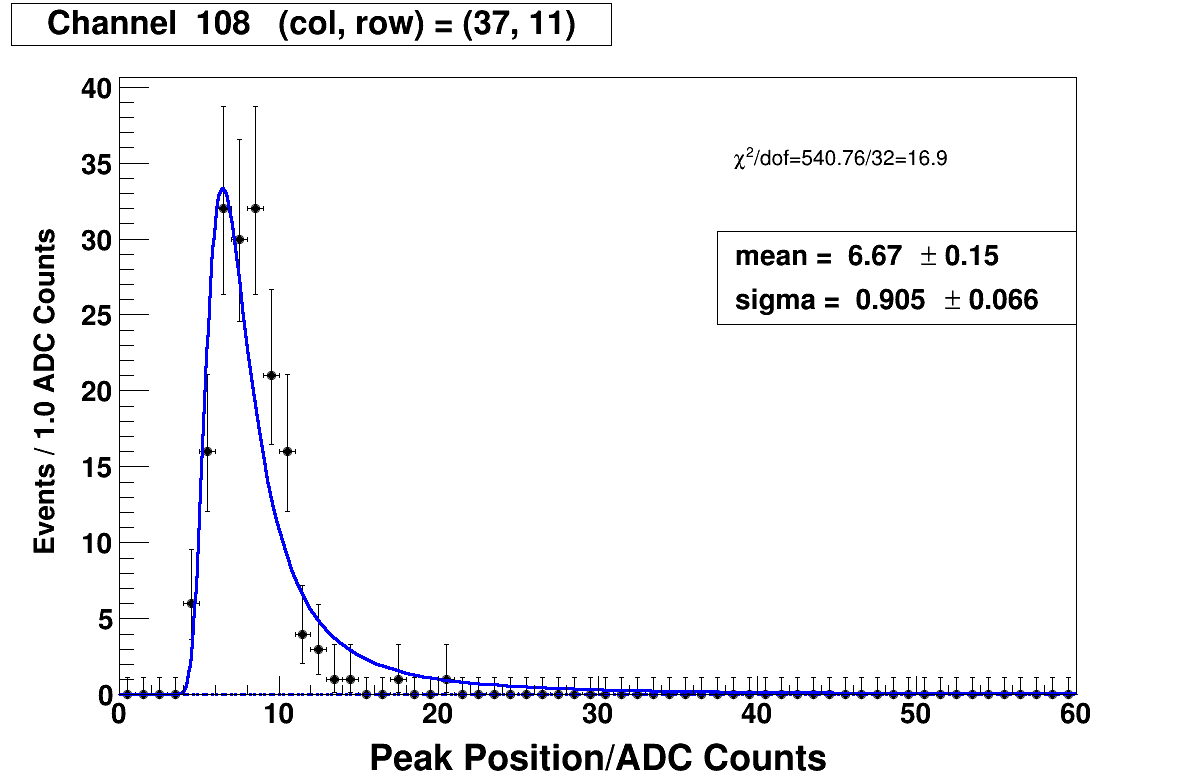 Channel 108 (col, row) = (37, 11)
40
35
30
25
20
15
10
5
0
Events / 1.0 ADC Counts
χ²/dof=540.76/32=16.9
mean = 6.67 ± 0.15
sigma = 0.905 ± 0.066
0 10 20 30 40 50 60
Peak Position/ADC Counts